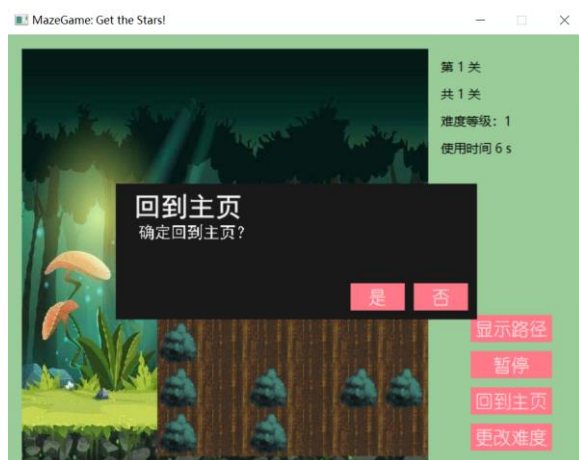 MazeGame: Get the Stars!
第 1 关
共 1 关
难度等级：1
使用时间 6 s
回到主页
确定回到主页？
是
否
显示路径
暂停
回到主页
更改难度